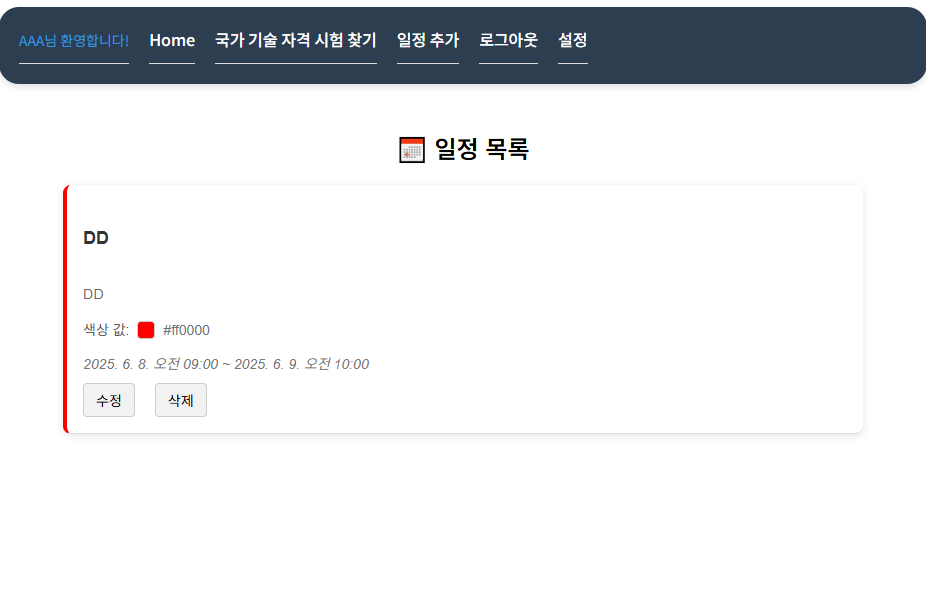 AAA님 환영합니다! Home 국가 기술 자격 시험 찾기 일정 추가 로그아웃 설정
일정 목록
DD
DD
색상 값: #ff0000
2025. 6. 8. 오전 09:00 ~ 2025. 6. 9. 오전 10:00
수정 삭제